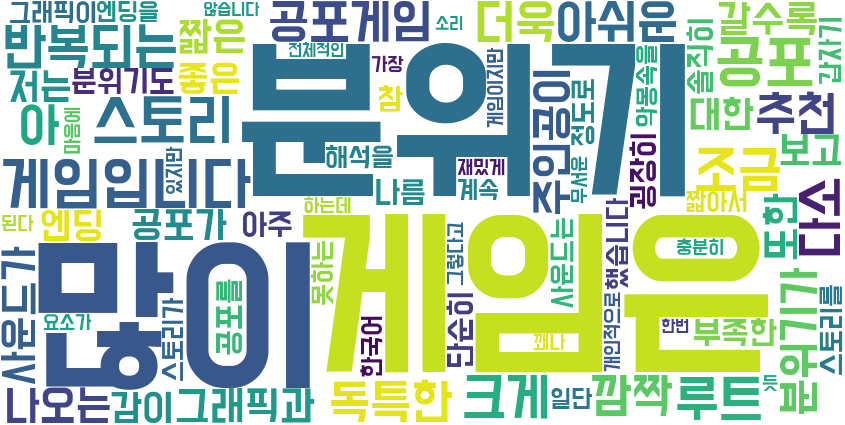 그래픽이 엔딩을 않습니다 공포게임 소리 더욱 아쉬운 갈수록
반복되는 짧은 전체적인 분위기 가장 게임이지만 솔직히 공포 갑자기
저는 분위기도 좋은 참 무서운 정도로 악몽속을 대한 추천
아 마음에 스토리 해석을 재밌게 주인공이 굉장히 조금 보고
게임입니다 있지만 나름 계속 짧아서 또한 다소
된다 엔딩 공포가 아주 하는데 게임은 그렇다고 사운드는 했습니다 충분히
사운드가 많이 공포를 못하는 분위기가 스토리를
요소가 스토리가 한국어 단순히 꽤나 개인적으로 한번 부족한
나오는 감이 그래픽과 독특한 크게 일단 깜짝 루트 듯